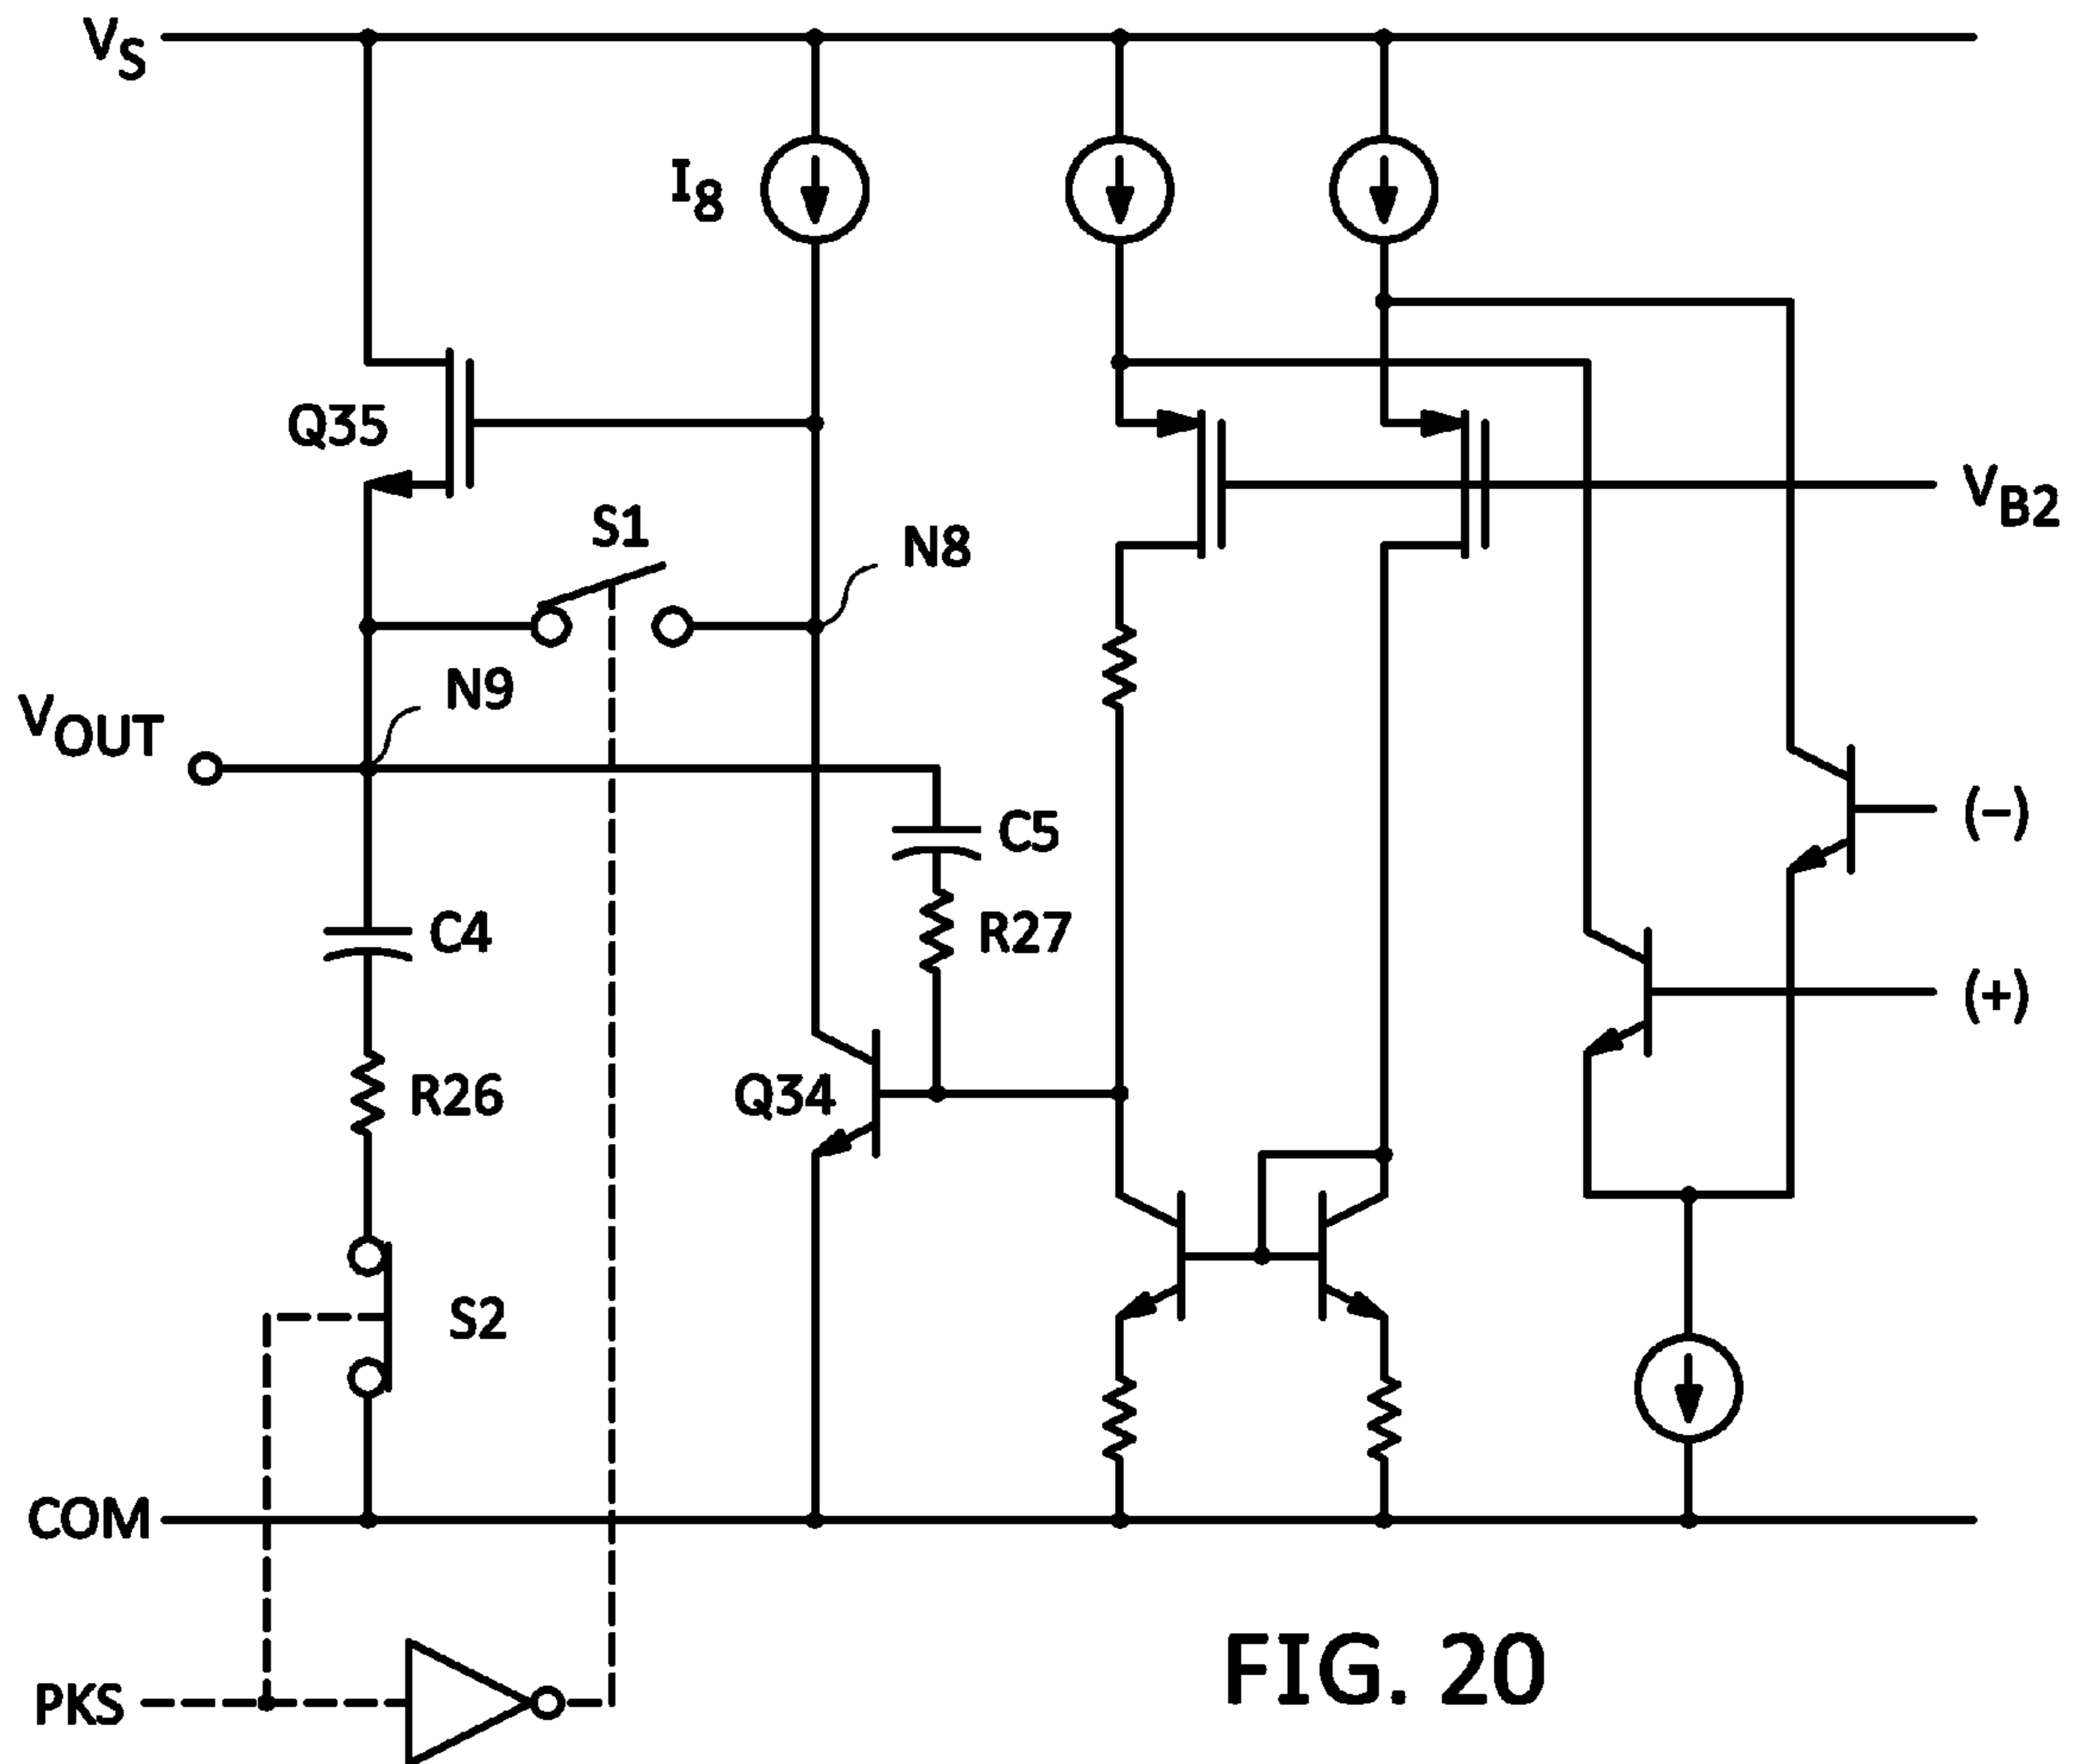 VS
I8
Q35
S1
N8
VB2
N9
VOUT
C5
(−)
C4
R27
(+)
Q34
R26
S2
COM
PKS
FIG. 20